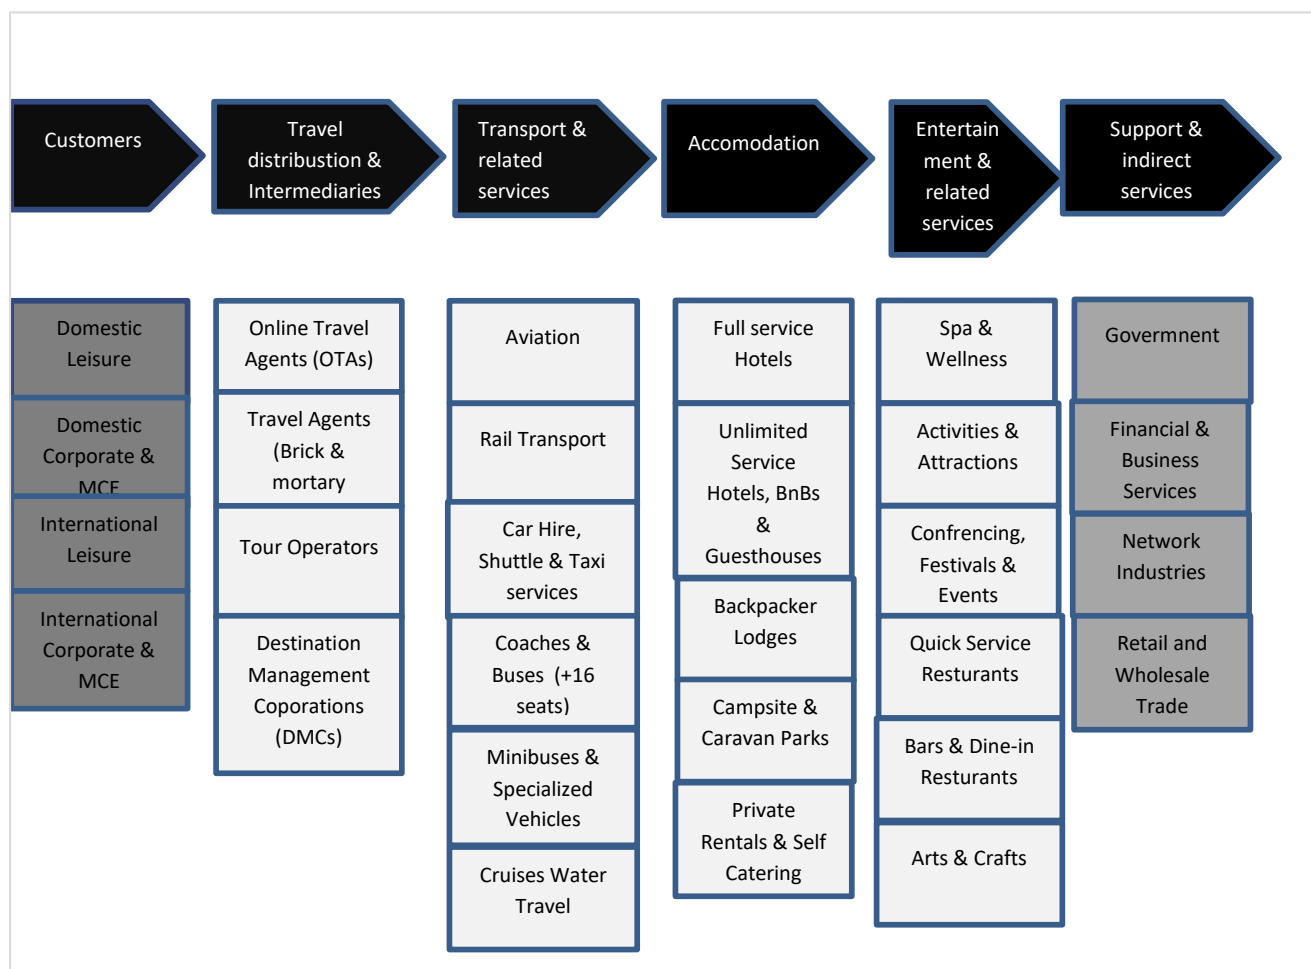 Customers
Travel
distribustion &
Intermediaries
Transport &
related
services
Accomodation
Entertain
ment &
related
services
Support &
indirect
services
Domestic
Leisure
Domestic
Corporate &
MCE
International
Leisure
International
Corporate &
MCE
Online Travel
Agents (OTAs)
Travel Agents
(Brick &
mortary
Tour Operators
Destination
Management
Coporations
(DMCs)
Aviation
Rail Transport
Car Hire,
Shuttle & Taxi
services
Coaches &
Buses (+16
seats)
Minibuses &
Specialized
Vehicles
Cruises Water
Travel
Full service
Hotels
Unlimited
Service
Hotels, BnBs
&
Guesthouses
Backpacker
Lodges
Campsite &
Caravan Parks
Private
Rentals & Self
Catering
Spa &
Wellness
Activities &
Attractions
Confrencing,
Festivals &
Events
Quick Service
Resturants
Bars & Dine-in
Resturants
Arts & Crafts
Govermnent
Financial &
Business
Services
Network
Industries
Retail and
Wholesale
Trade